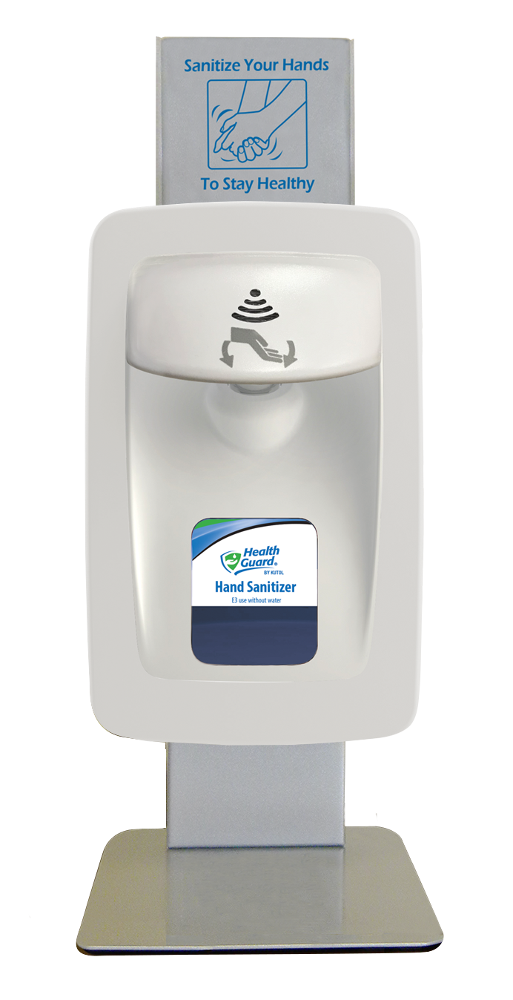 Sanitize Your Hands
To Stay Healthy
Health
Guard®
BY KUTOL
Hand Sanitizer
E3 use without water